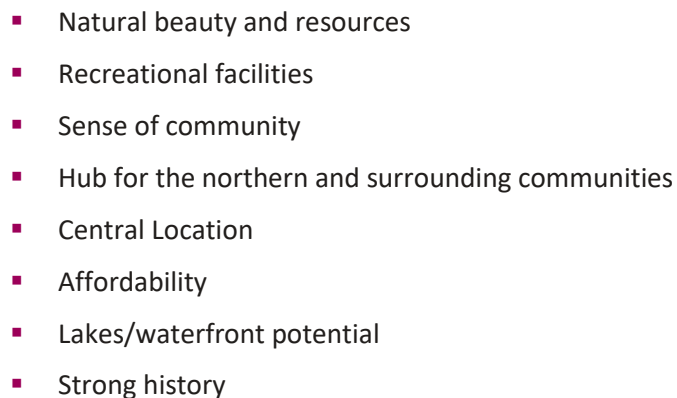 ▪ Natural beauty and resources
▪ Recreational facilities
▪ Sense of community
▪ Hub for the northern and surrounding communities
▪ Central Location
▪ Affordability
▪ Lakes/waterfront potential
▪ Strong history